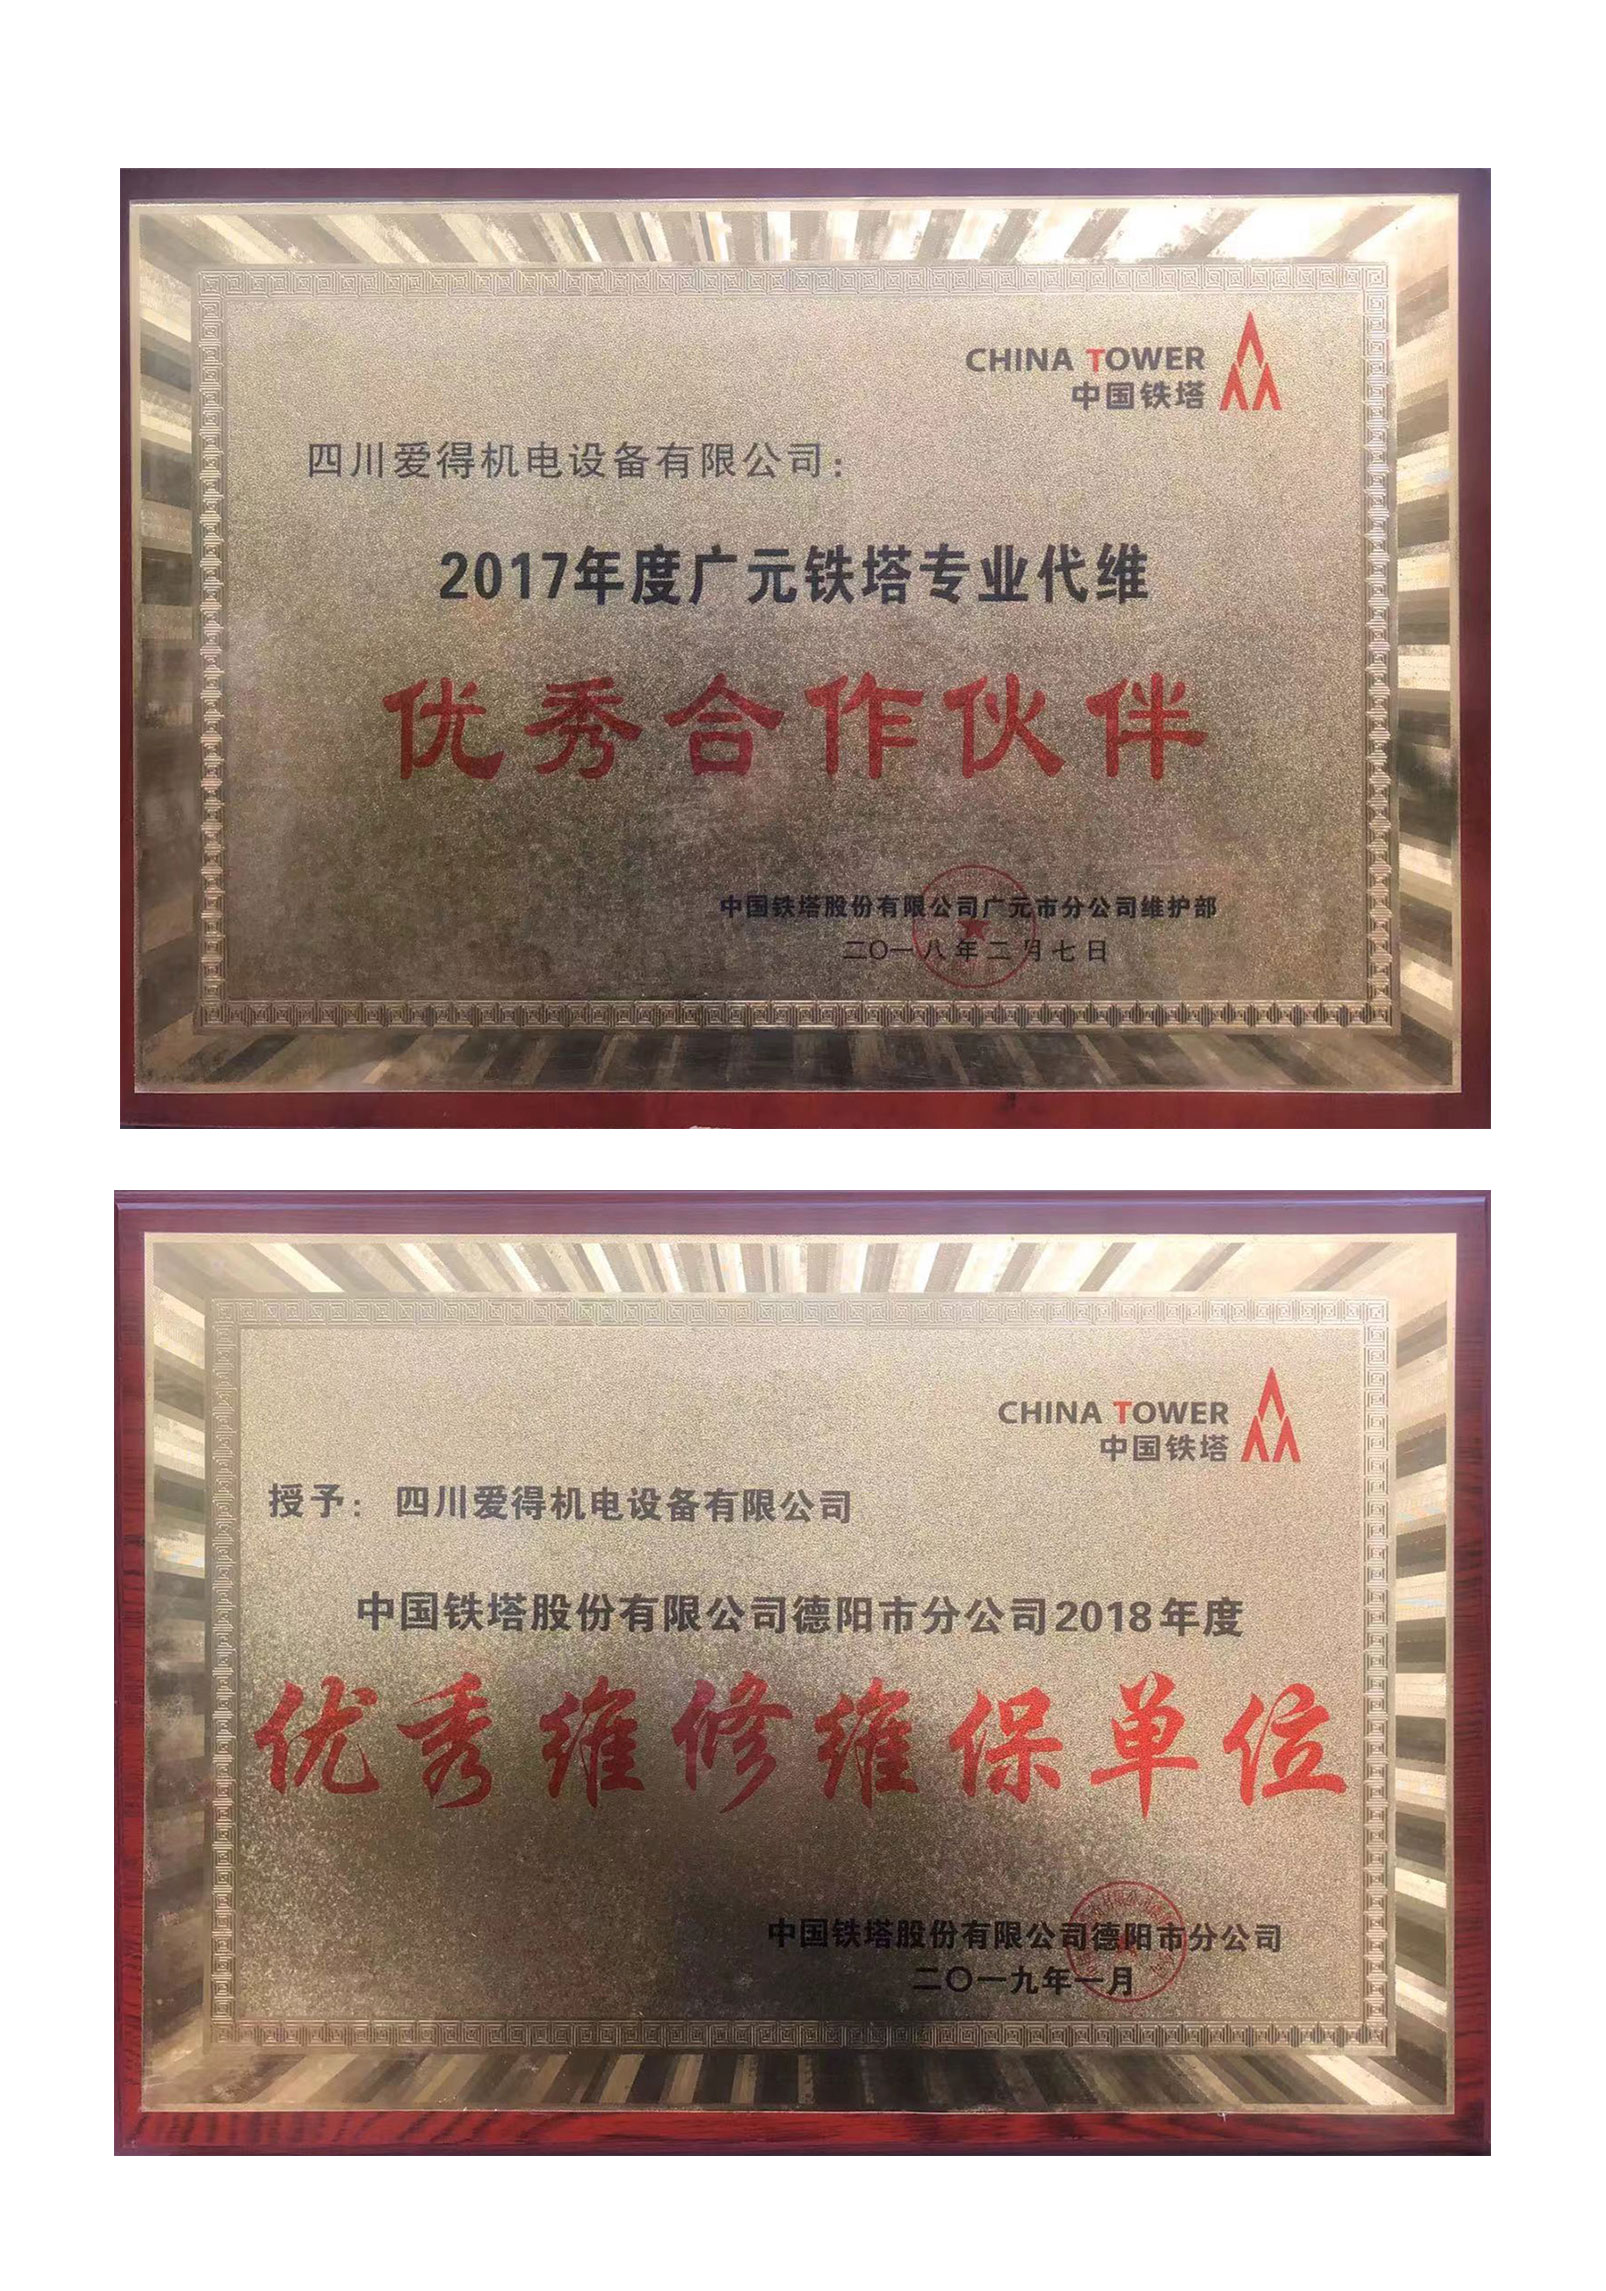 CHINA TOWER
中国铁塔
四川爱得机电设备有限公司：
2017年度广元铁塔专业代维
优秀合作伙伴
中国铁塔股份有限公司广元市分公司维护部
二〇一八年二月七日
CHINA TOWER
中国铁塔
授予： 四川爱得机电设备有限公司
中国铁塔股份有限公司德阳市分公司2018年度
优秀维修维保单位
中国铁塔股份有限公司德阳市分公司
二〇一九年一月